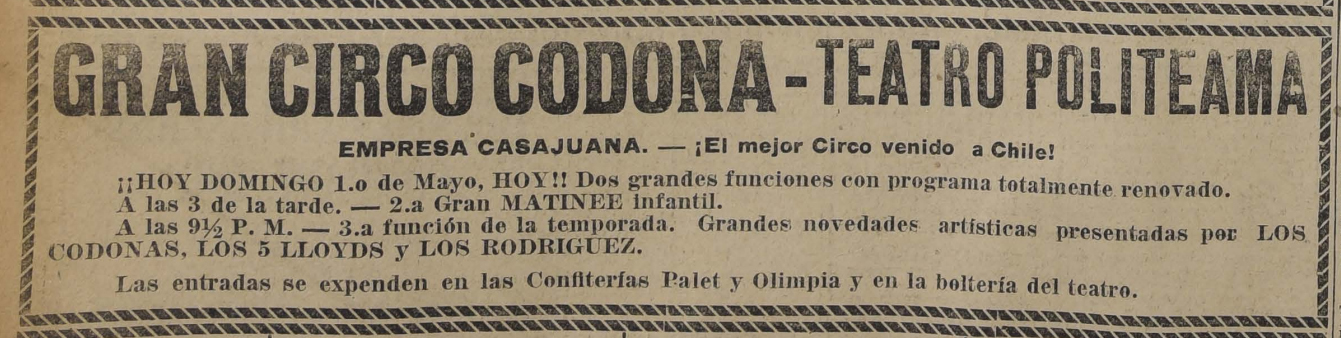 GRAN CIRCO CODONA - TEATRO POLITEAMA
EMPRESA CASAJUANA. — ¡El mejor Circo venido a Chile!
¡¡HOY DOMINGO 1.o de Mayo, HOY!! Dos grandes funciones con programa totalmente renovado.
A las 3 de la tarde. — 2.a Gran MATINEE infantil.
A las 9½ P. M. — 3.a función de la temporada. Grandes novedades artísticas presentadas por LOS
CODONAS, LOS 5 LLOYDS y LOS RODRIGUEZ.
Las entradas se expenden en las Confiterías Palet y Olimpia y en la boltería del teatro.